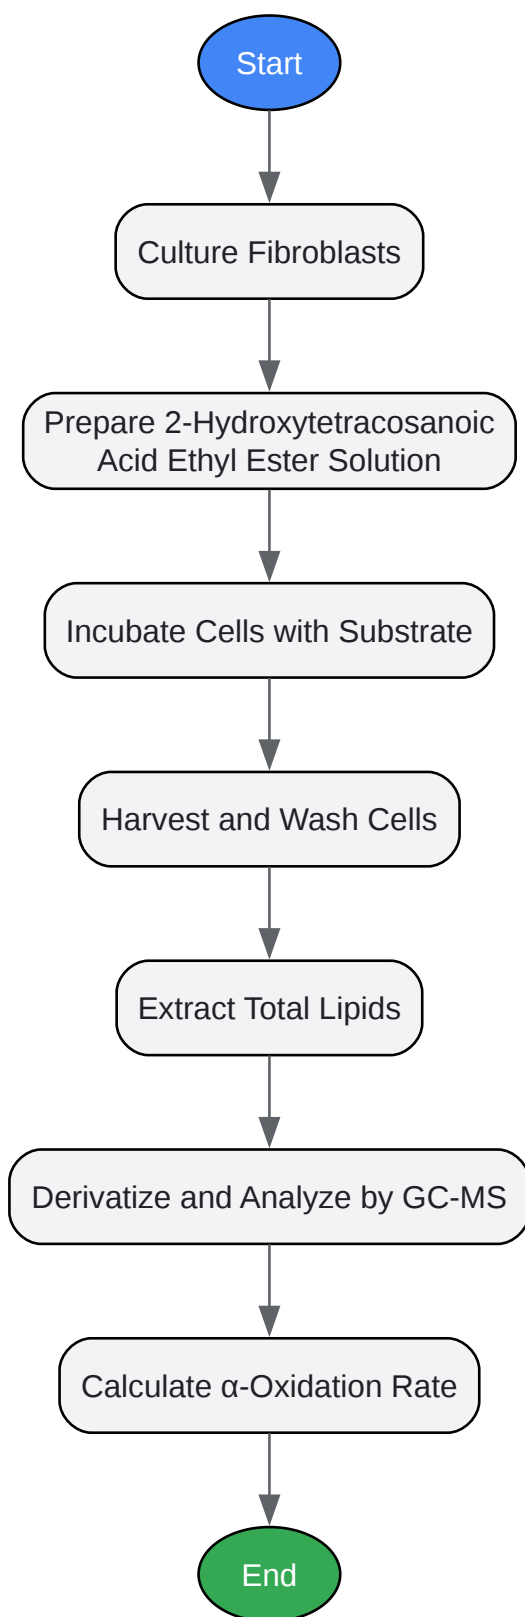 Start
Culture Fibroblasts
Prepare 2-Hydroxytetracosanoic
Acid Ethyl Ester Solution
Incubate Cells with Substrate
Harvest and Wash Cells
Extract Total Lipids
Derivatize and Analyze by GC-MS
Calculate α-Oxidation Rate
End